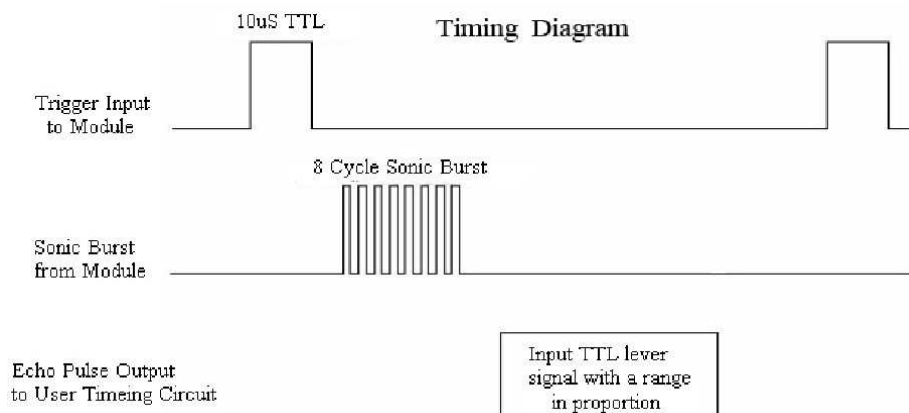 10uS TTL
Timing Diagram
Trigger Input
to Module
8 Cycle Sonic Burst
Sonic Burst
from Module
Echo Pulse Output
to User Timeing Circuit
Input TTL lever
signal with a range
in proportion